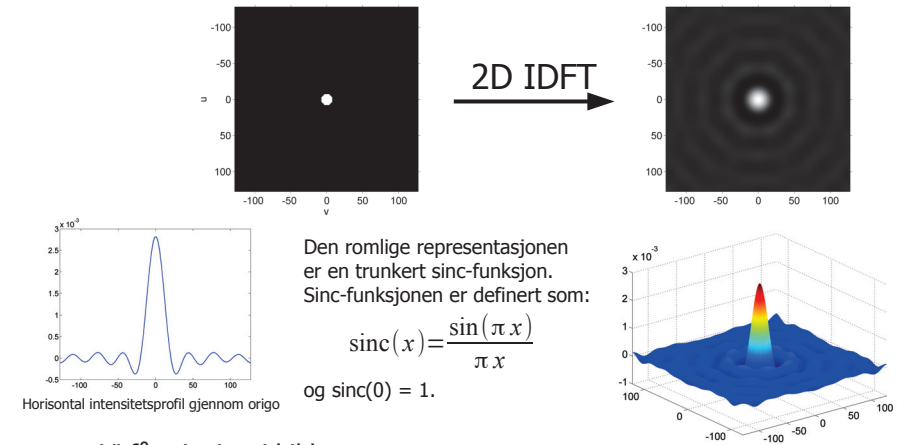 -100
-50
u
0
50
100
-100 -50 0 50 100
v
2D IDFT
-100
-50
0
50
100
-100 -50 0 50 100
x 10⁻³
3
2.5
2
1.5
1
0.5
0
-0.5
-100 -50 0 50 100
Horisontal intensitetsprofil gjennom origo
Den romlige representasjonen
er en trunkert sinc-funksjon.
Sinc-funksjonen er definert som:
sinc(x)=sin(π x)/π x
og sinc(0) = 1.
x 10⁻³
3
2
1
0
-1
100
0
-100
-100
-50
0
50
100